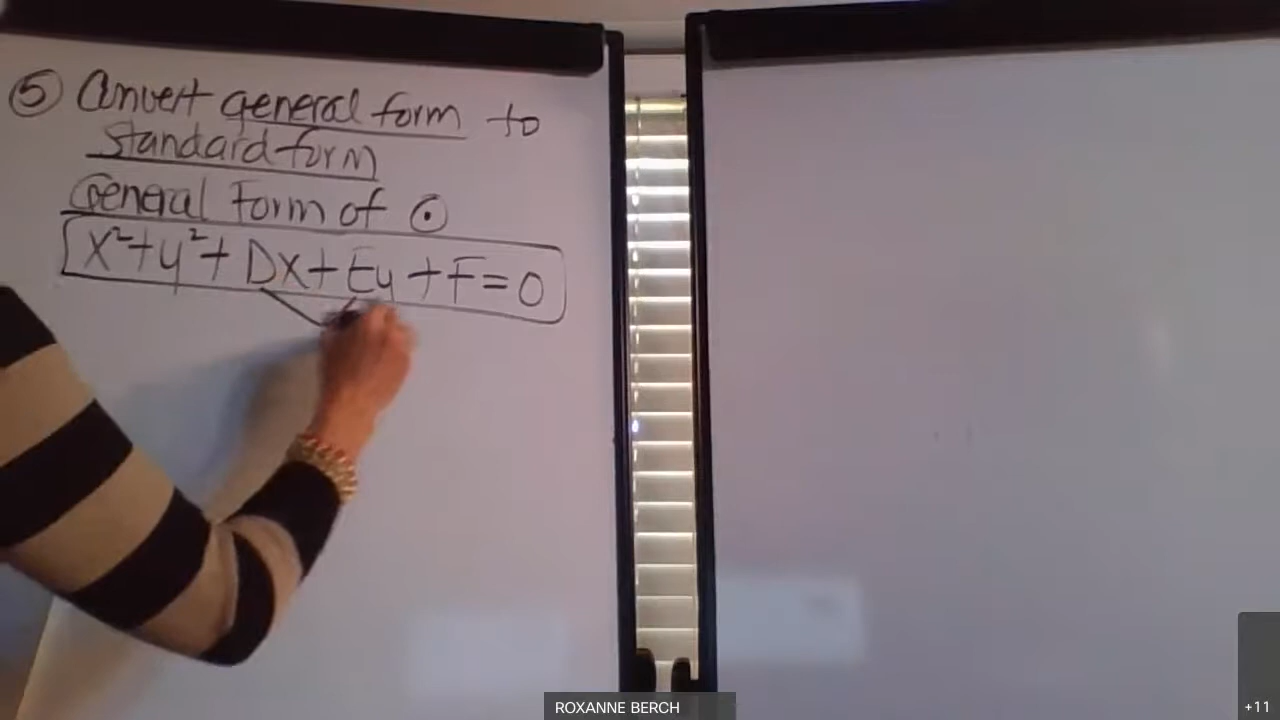 ⑤ Convert general form to
standard form
General Form of ⊙
x²+y²+Dx+Ey+F=0
ROXANNE BERCH
+11